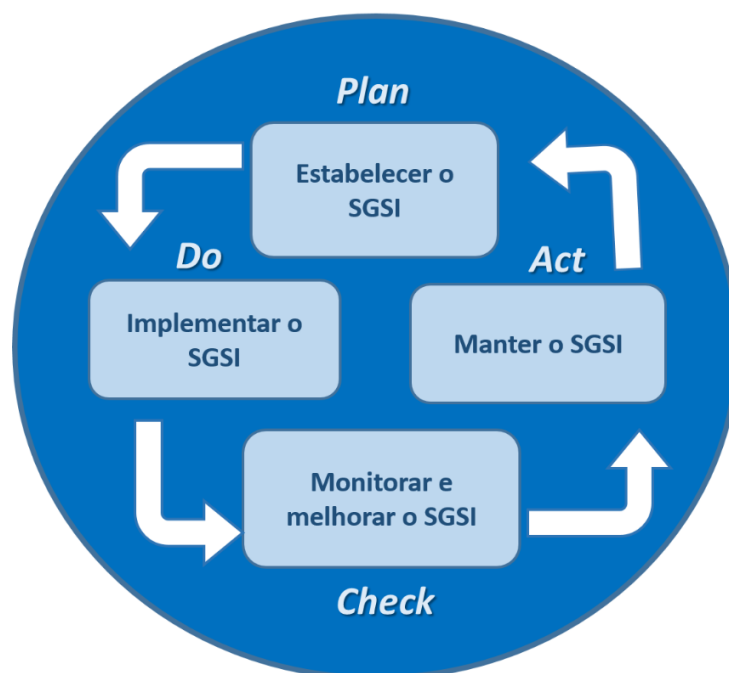 Plan
Estabelecer o
SGSI
Do
Act
Implementar o
SGSI
Manter o SGSI
Monitorar e
melhorar o SGSI
Check